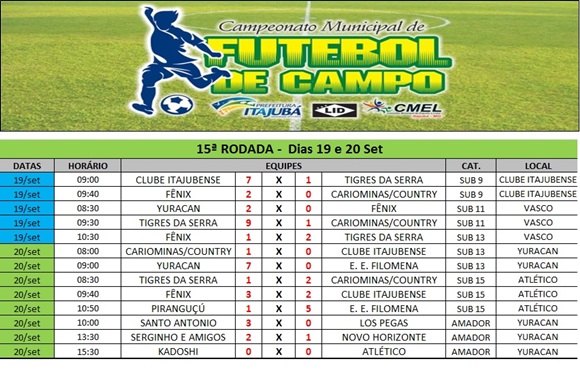 Campeonato Municipal de
FUTEBOL
DE CAMPO
PREFEITURA
ITAJUBÁ
LID
CMEL
15ª RODADA - Dias 19 e 20 Set
DATAS HORÁRIO EQUIPES CAT. LOCAL
19/set 09:00 CLUBE ITAJUBENSE 7 X 1 TIGRES DA SERRA SUB 9 CLUBE ITAJUBENSE
19/set 09:40 FÊNIX 2 X 0 CARIOMINAS/COUNTRY SUB 9 CLUBE ITAJUBENSE
19/set 08:30 YURACAN 2 X 0 FÊNIX SUB 11 VASCO
19/set 09:30 TIGRES DA SERRA 9 X 1 CARIOMINAS/COUNTRY SUB 11 VASCO
19/set 10:30 FÊNIX 1 X 2 TIGRES DA SERRA SUB 13 VASCO
20/set 08:00 CARIOMINAS/COUNTRY 1 X 0 CLUBE ITAJUBENSE SUB 13 YURACAN
20/set 09:00 YURACAN 7 X 0 E. E. FILOMENA SUB 13 YURACAN
20/set 08:30 TIGRES DA SERRA 1 X 2 CARIOMINAS/COUNTRY SUB 15 ATLÉTICO
20/set 09:40 FÊNIX 3 X 2 CLUBE ITAJUBENSE SUB 15 ATLÉTICO
20/set 10:50 PIRANGUÇÚ 1 X 5 E. E. FILOMENA SUB 15 ATLÉTICO
20/set 10:00 SANTO ANTONIO 3 X 0 LOS PEGAS AMADOR YURACAN
20/set 13:30 SERGINHO E AMIGOS 2 X 1 NOVO HORIZONTE AMADOR YURACAN
20/set 15:30 KADOSHI 0 X 0 ATLÉTICO AMADOR YURACAN